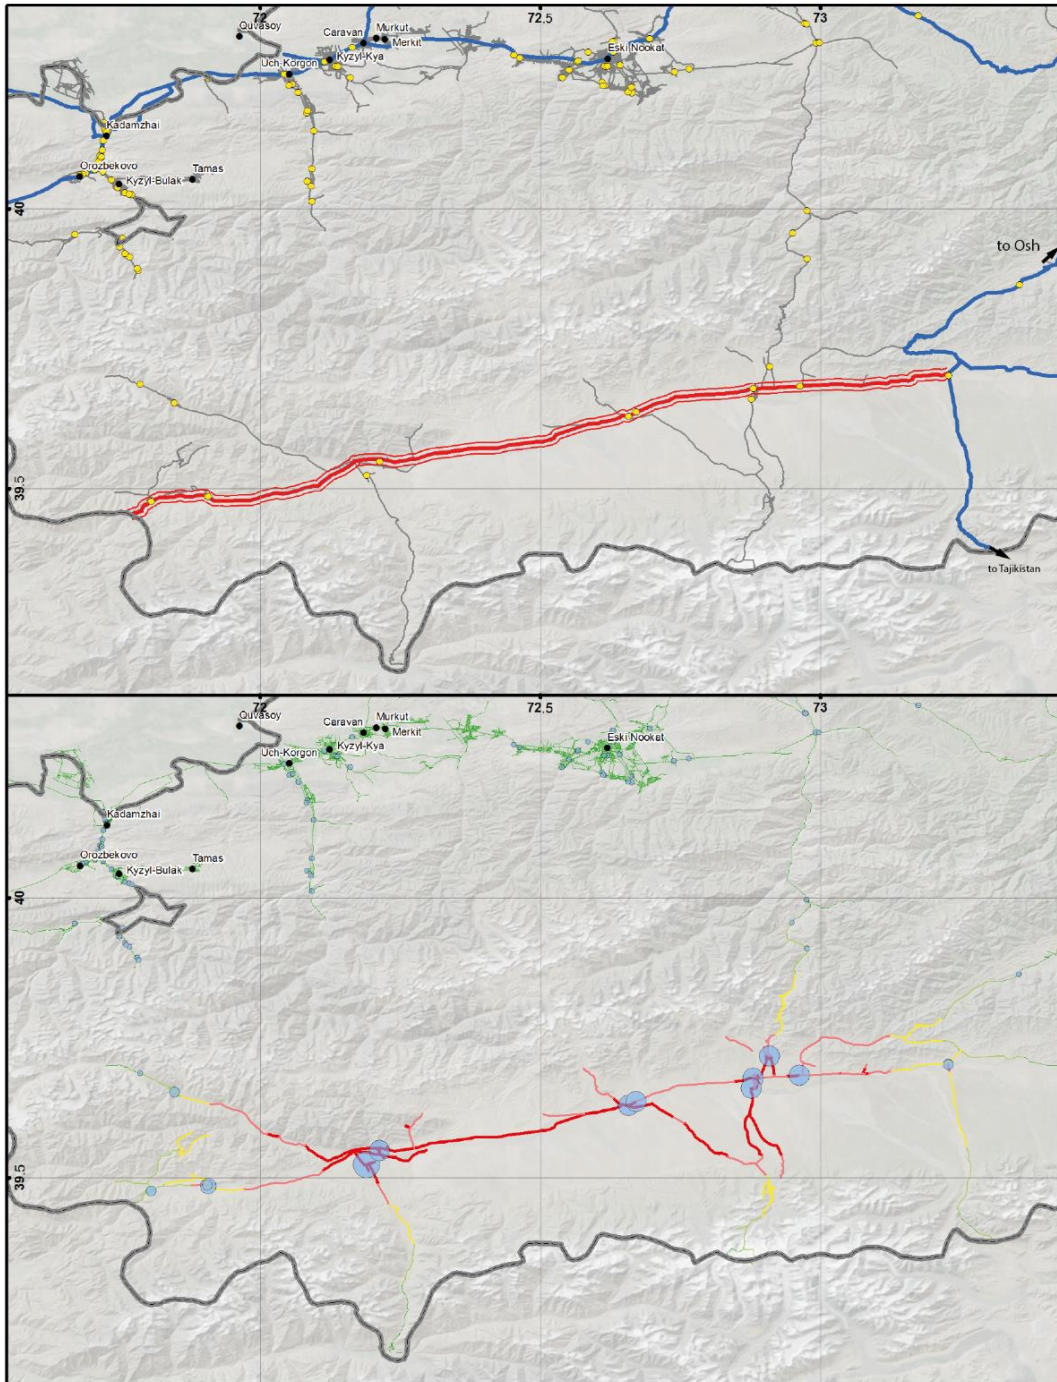 72
72.5
73
Quvasoy
Caravan
Murkut
Merkit
Kyzyl-Kya
Uch-Korgon
Eski Nookat
Kadamzhai
Orozbekovo
Kyzyl-Bulak
Tamas
40
to Osh
39.5
to Tajikistan
72
72.5
73
Quvasoy
Caravan
Murkut
Merkit
Kyzyl-Kya
Uch-Korgon
Eski Nookat
Kadamzhai
Orozbekovo
Kyzyl-Bulak
Tamas
40
39.5